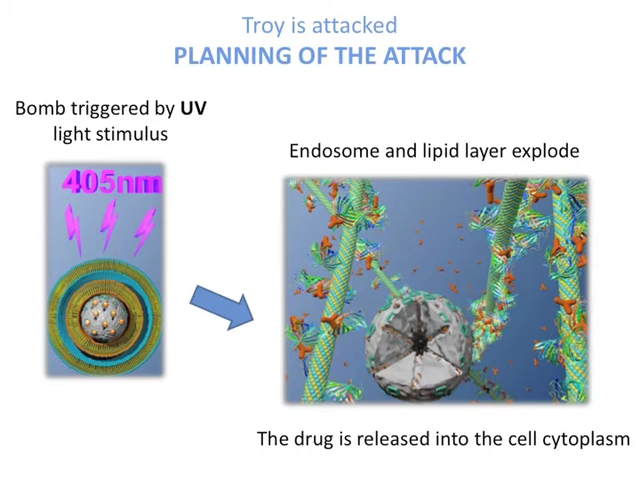 Troy is attacked
PLANNING OF THE ATTACK
Bomb triggered by UV
light stimulus
405nm
Endosome and lipid layer explode
The drug is released into the cell cytoplasm